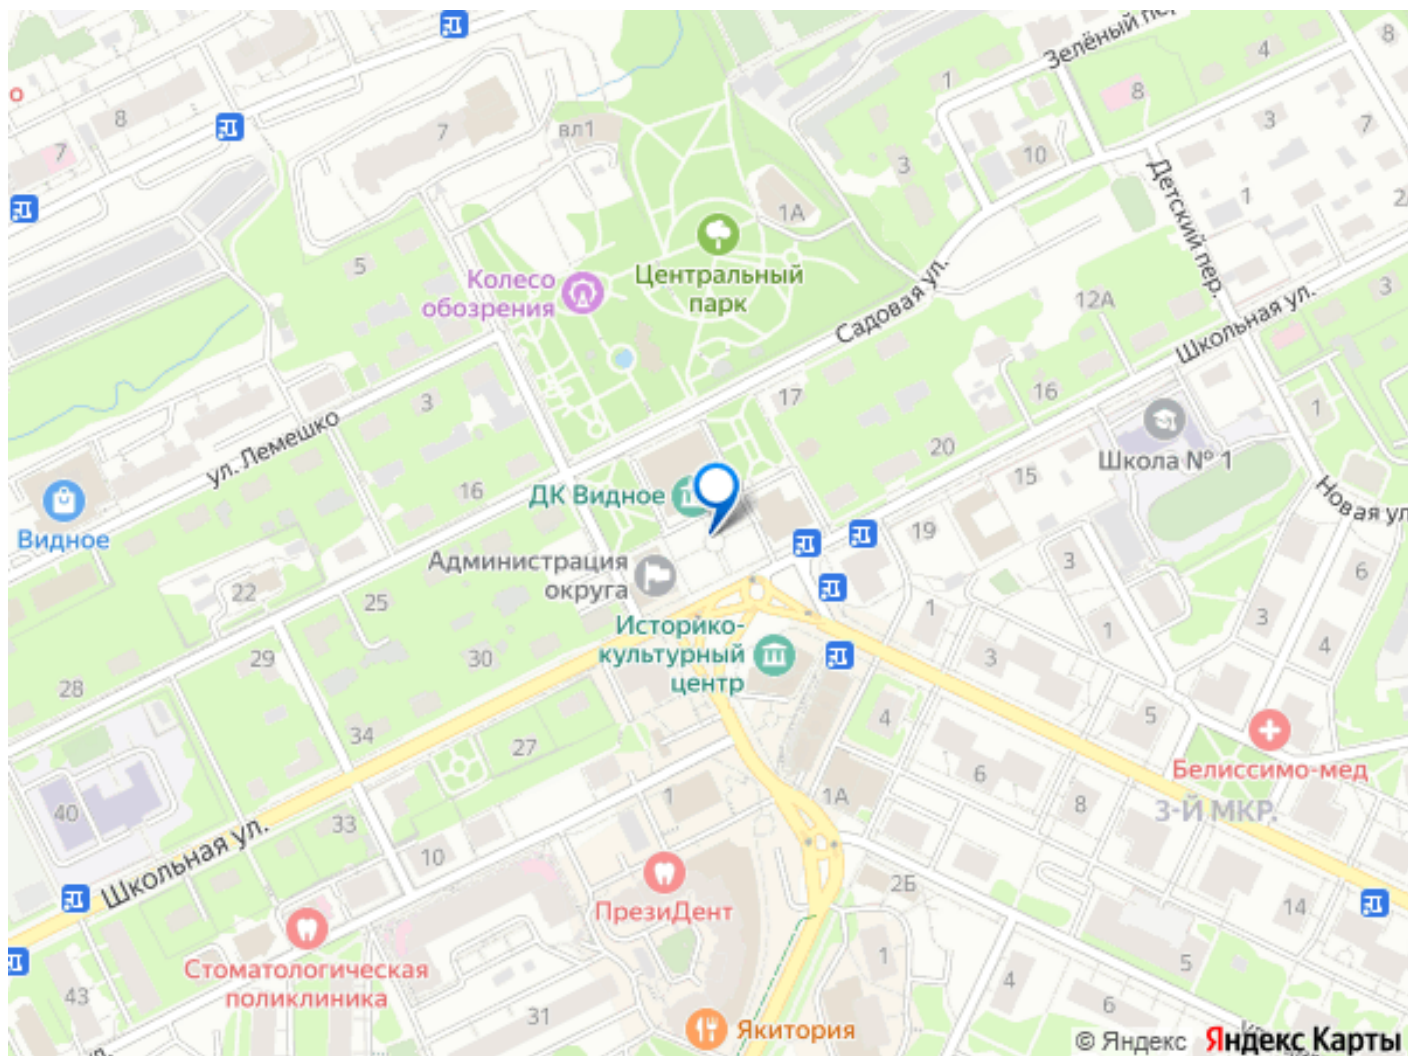 Зелёный пер
8
4
1
8
о
8
7
вл1
3
7
7
3
10
Детский пер.
1
1А
Центральный
парк
5
Колесо
обозрения
Садовая ул.
12А
Школьная ул.
3
17
16
3
1
ул. Лемешко
20
Школа № 1
15
16
ДК Видное
Новая ул
Видное
19
Администрация
округа
3
6
22
25
1
1
3
Историко-
культурный
центр
4
29
30
3
28
4
5
34
27
Белиссимо-мед
6
1А
8
3-Й МКР.
40
1
33
Школьная ул.
10
2Б
ПрезиДент
14
Стоматологическая
поликлиника
1
5
4
43
6
31
Якитория
© Яндекс
Яндекс Карты